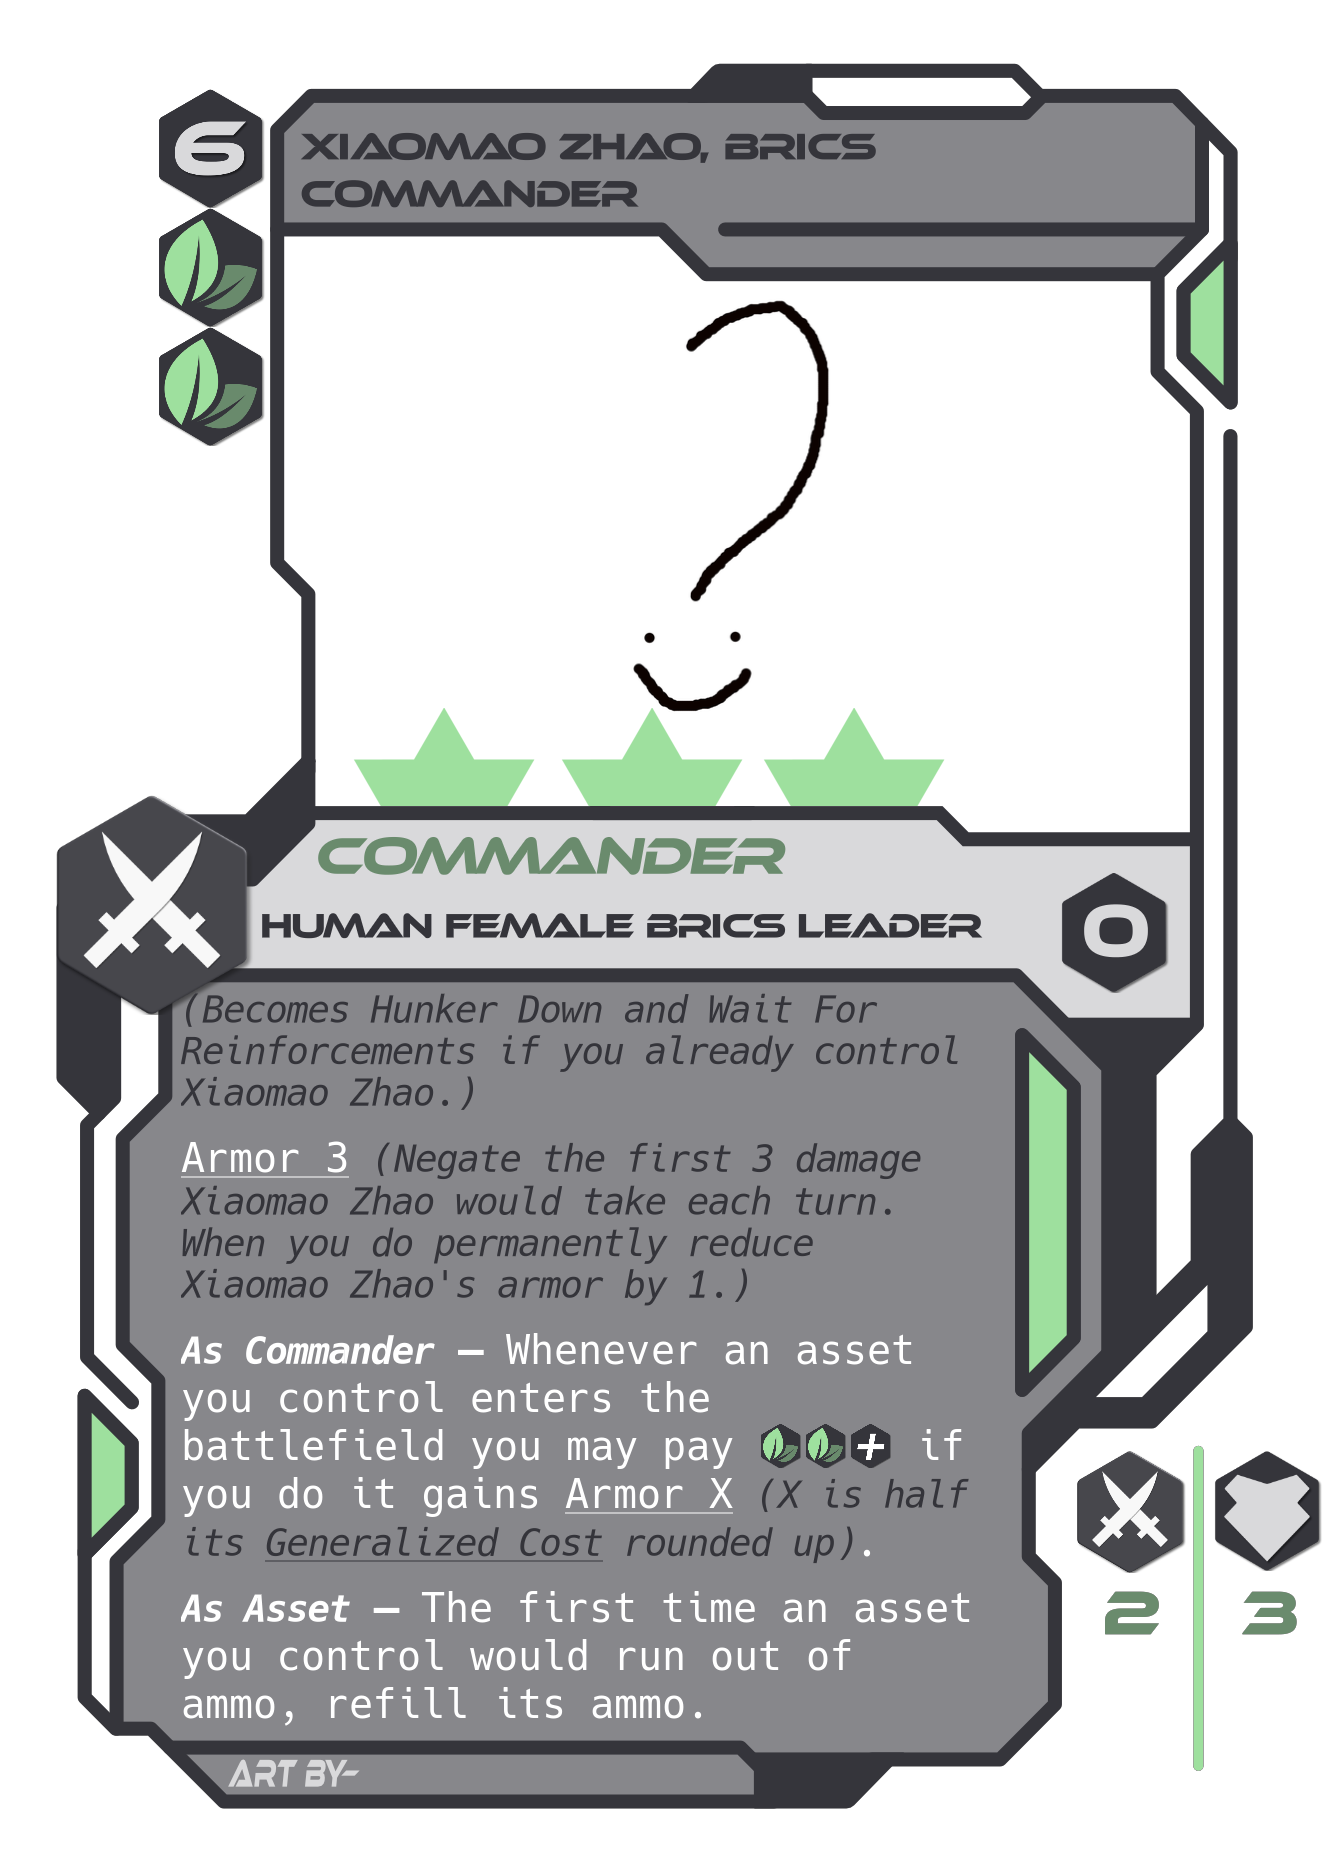 6
XIAOMAO ZHAO, BRICS
COMMANDER
COMMANDER
HUMAN FEMALE BRICS LEADER
0
(Becomes Hunker Down and Wait For
Reinforcements if you already control
Xiaomao Zhao.)
Armor 3 (Negate the first 3 damage
Xiaomao Zhao would take each turn.
When you do permanently reduce
Xiaomao Zhao's armor by 1.)
As Commander — Whenever an asset
you control enters the
battlefield you may pay + if
you do it gains Armor X (X is half
its Generalized Cost rounded up).
As Asset — The first time an asset
you control would run out of
ammo, refill its ammo.
2 3
ART BY-